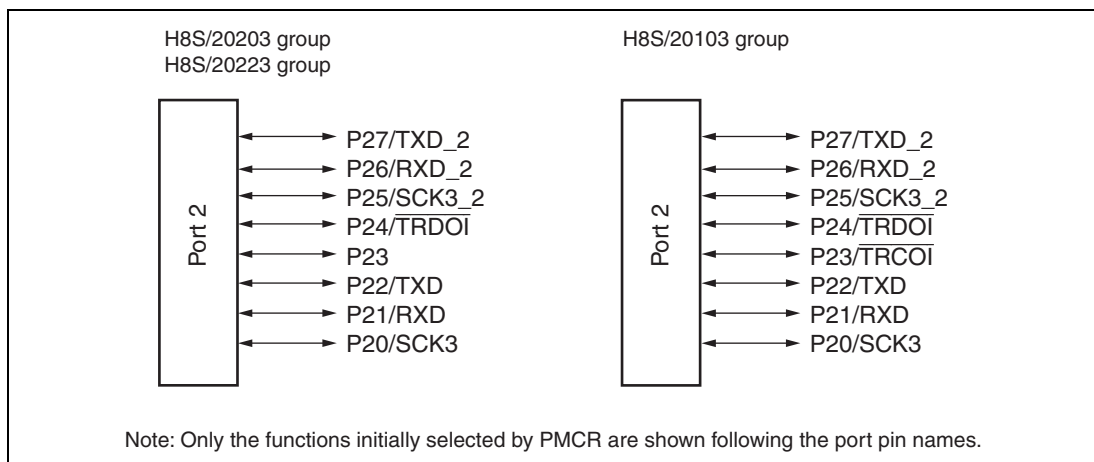 H8S/20203 group
H8S/20223 group
Port 2
P27/TXD_2
P26/RXD_2
P25/SCK3_2
P24/TRDOI
P23
P22/TXD
P21/RXD
P20/SCK3
H8S/20103 group
Port 2
P27/TXD_2
P26/RXD_2
P25/SCK3_2
P24/TRDOI
P23/TRCOI
P22/TXD
P21/RXD
P20/SCK3
Note: Only the functions initially selected by PMCR are shown following the port pin names.